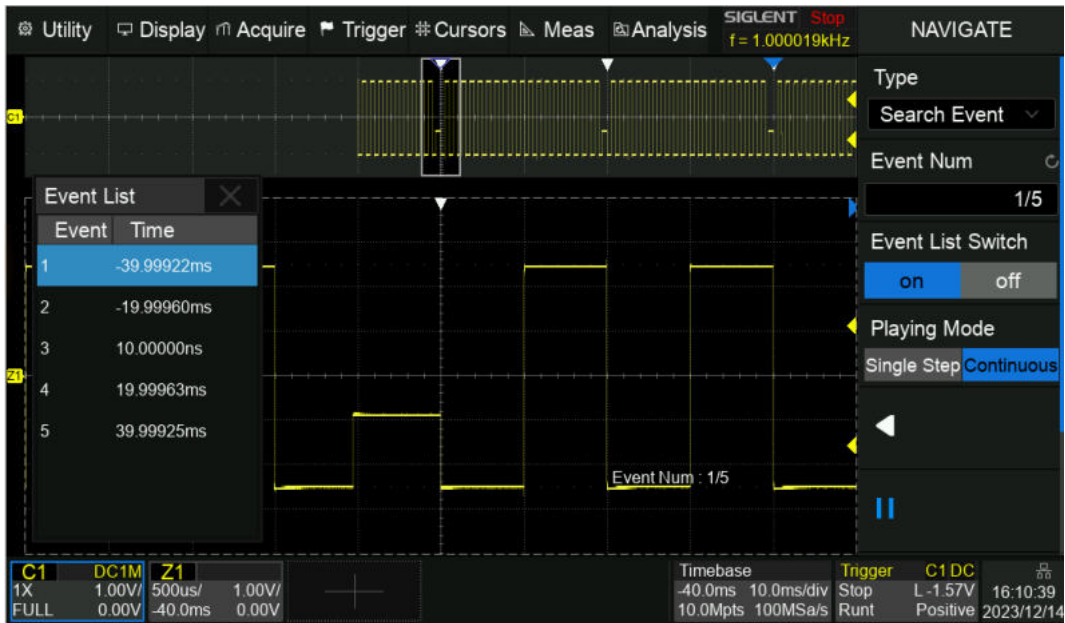 Utility Display Acquire Trigger Cursors Meas Analysis SIGLENT Stop
f = 1.000019kHz
NAVIGATE
C1
Type
Search Event
Event Num
1/5
Event List Switch
on off
Playing Mode
Single Step Continuous
Event List
Event Time
1 -39.99922ms
2 -19.99960ms
3 10.00000ns
4 19.99963ms
5 39.99925ms
Z1
Event Num : 1/5
C1 DC1M
1X 1.00V/
FULL 0.00V
Z1
500us/ 1.00V/
-40.0ms 0.00V
Timebase
-40.0ms 10.0ms/div
10.0Mpts 100MSa/s
Trigger C1 DC
Stop L -1.57V
Runt Positive
16:10:39
2023/12/14